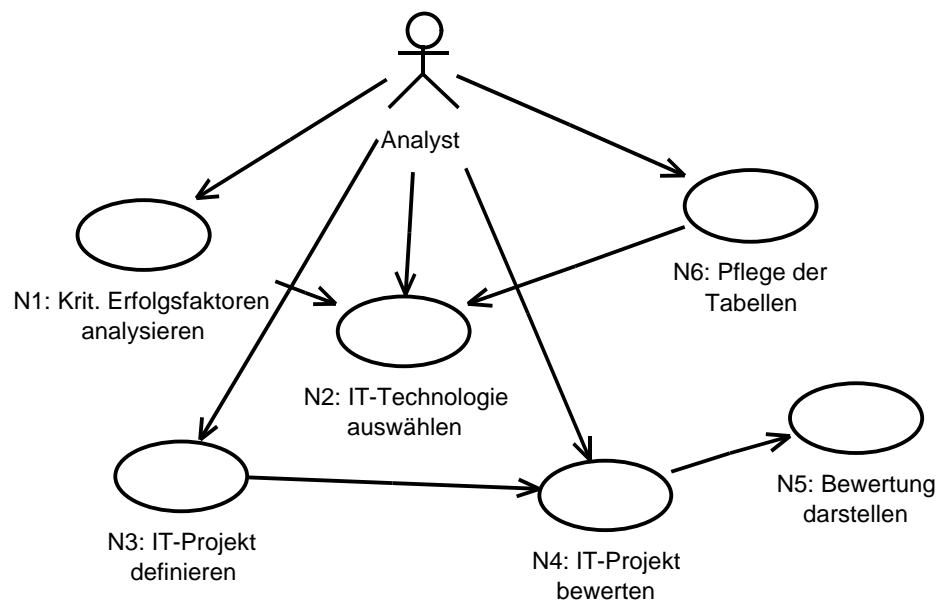 Analyst
N1: Krit. Erfolgsfaktoren
analysieren
N6: Pflege der
Tabellen
N2: IT-Technologie
auswählen
N5: Bewertung
darstellen
N3: IT-Projekt
definieren
N4: IT-Projekt
bewerten